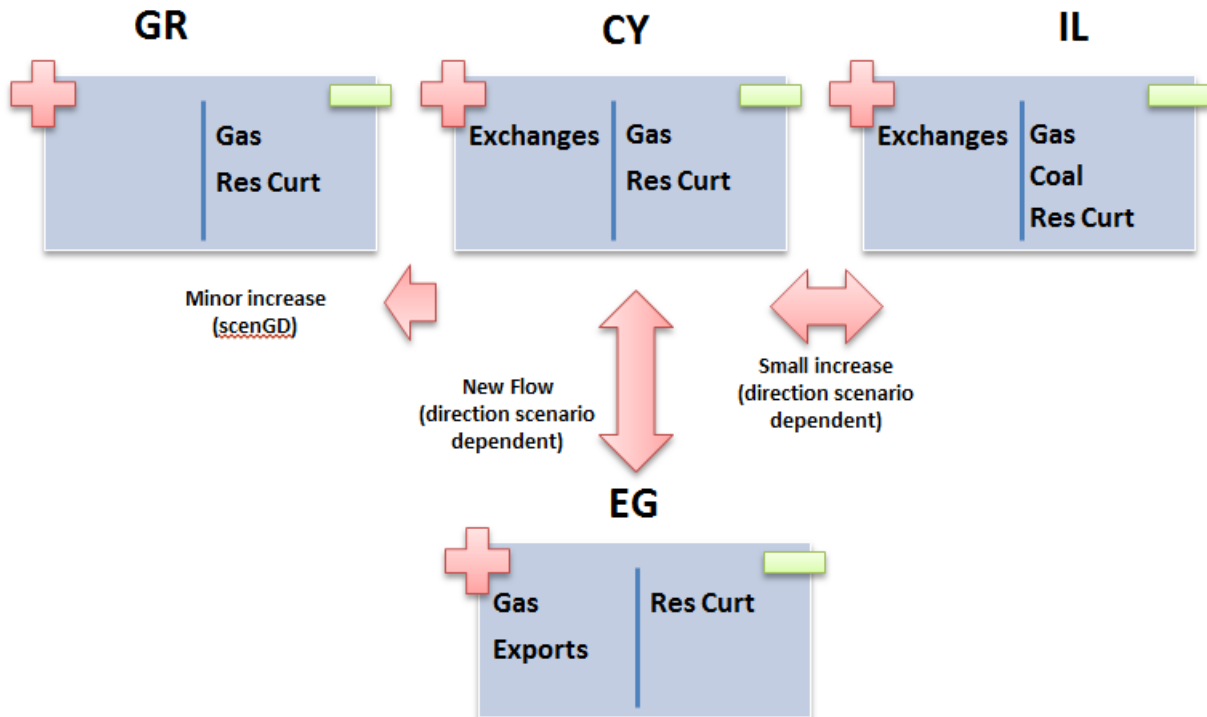 GR
CY
IL
Gas
Res Curt
Exchanges
Gas
Res Curt
Exchanges
Gas
Coal
Res Curt
Minor increase
(scenGD)
New Flow
(direction scenario
dependent)
Small increase
(direction scenario
dependent)
EG
Gas
Exports
Res Curt